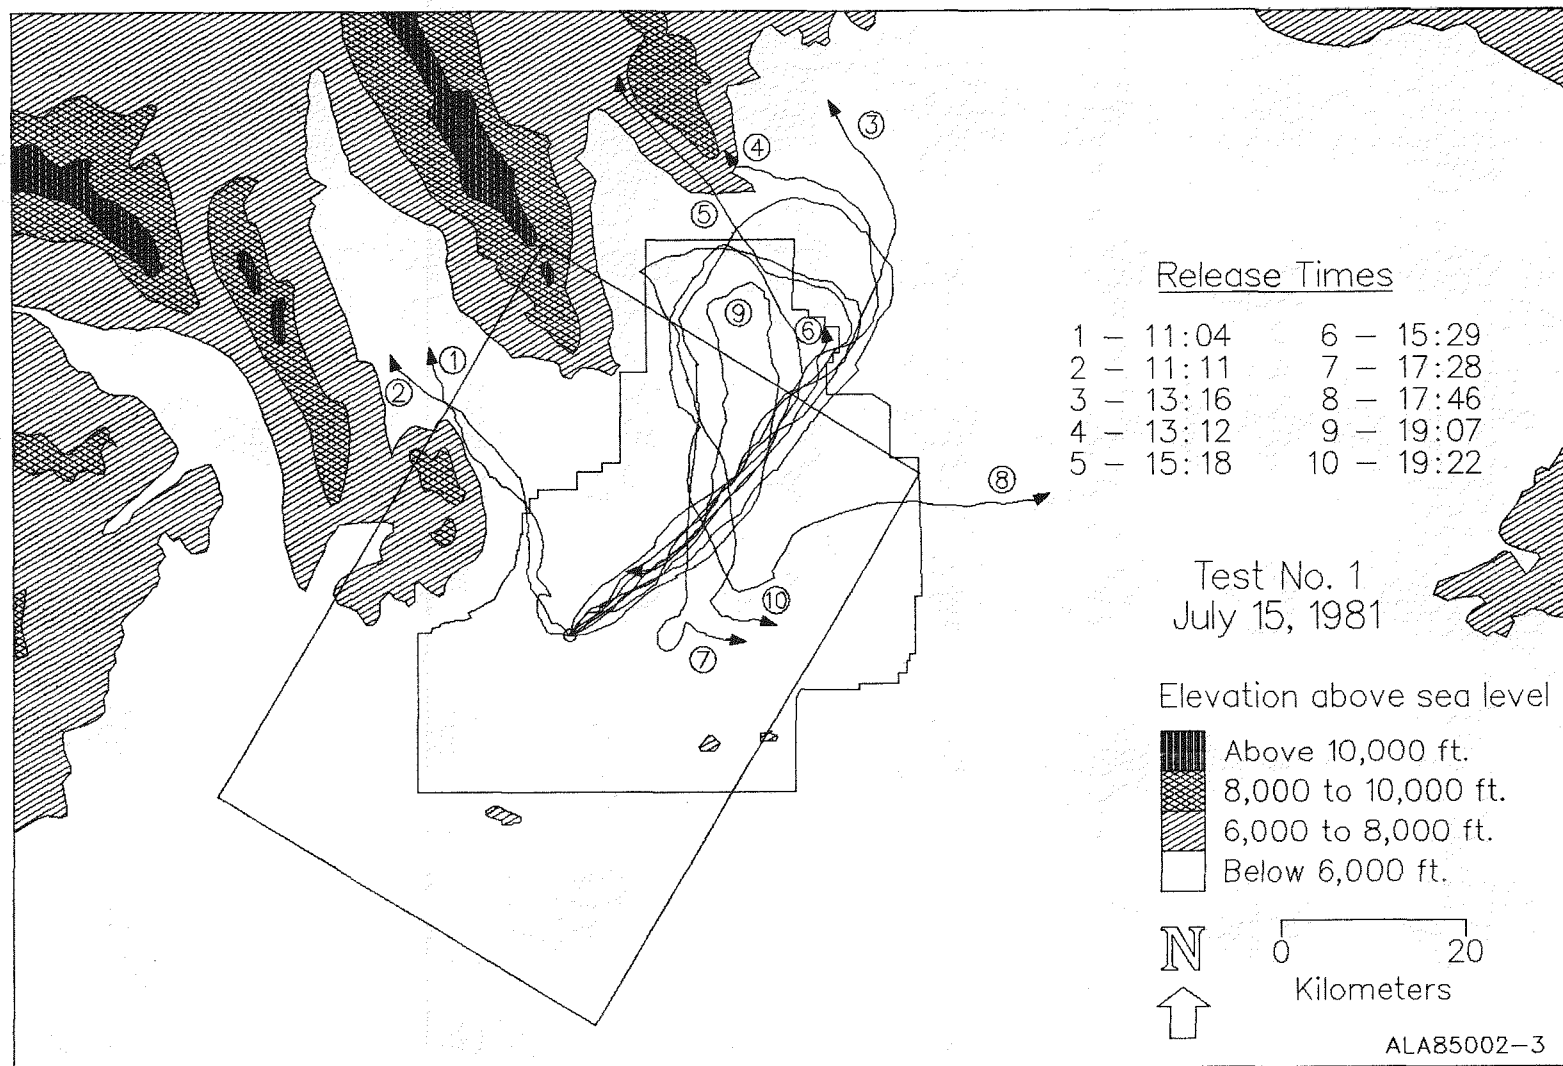 ③
④
⑤
⑨
⑥
①
②
⑧
⑩
⑦
Release Times
1 – 11:04 6 – 15:29
2 – 11:11 7 – 17:28
3 – 13:16 8 – 17:46
4 – 13:12 9 – 19:07
5 – 15:18 10 – 19:22
Test No. 1
July 15, 1981
Elevation above sea level
Above 10,000 ft.
8,000 to 10,000 ft.
6,000 to 8,000 ft.
Below 6,000 ft.
N
0 20
Kilometers
ALA85002–3